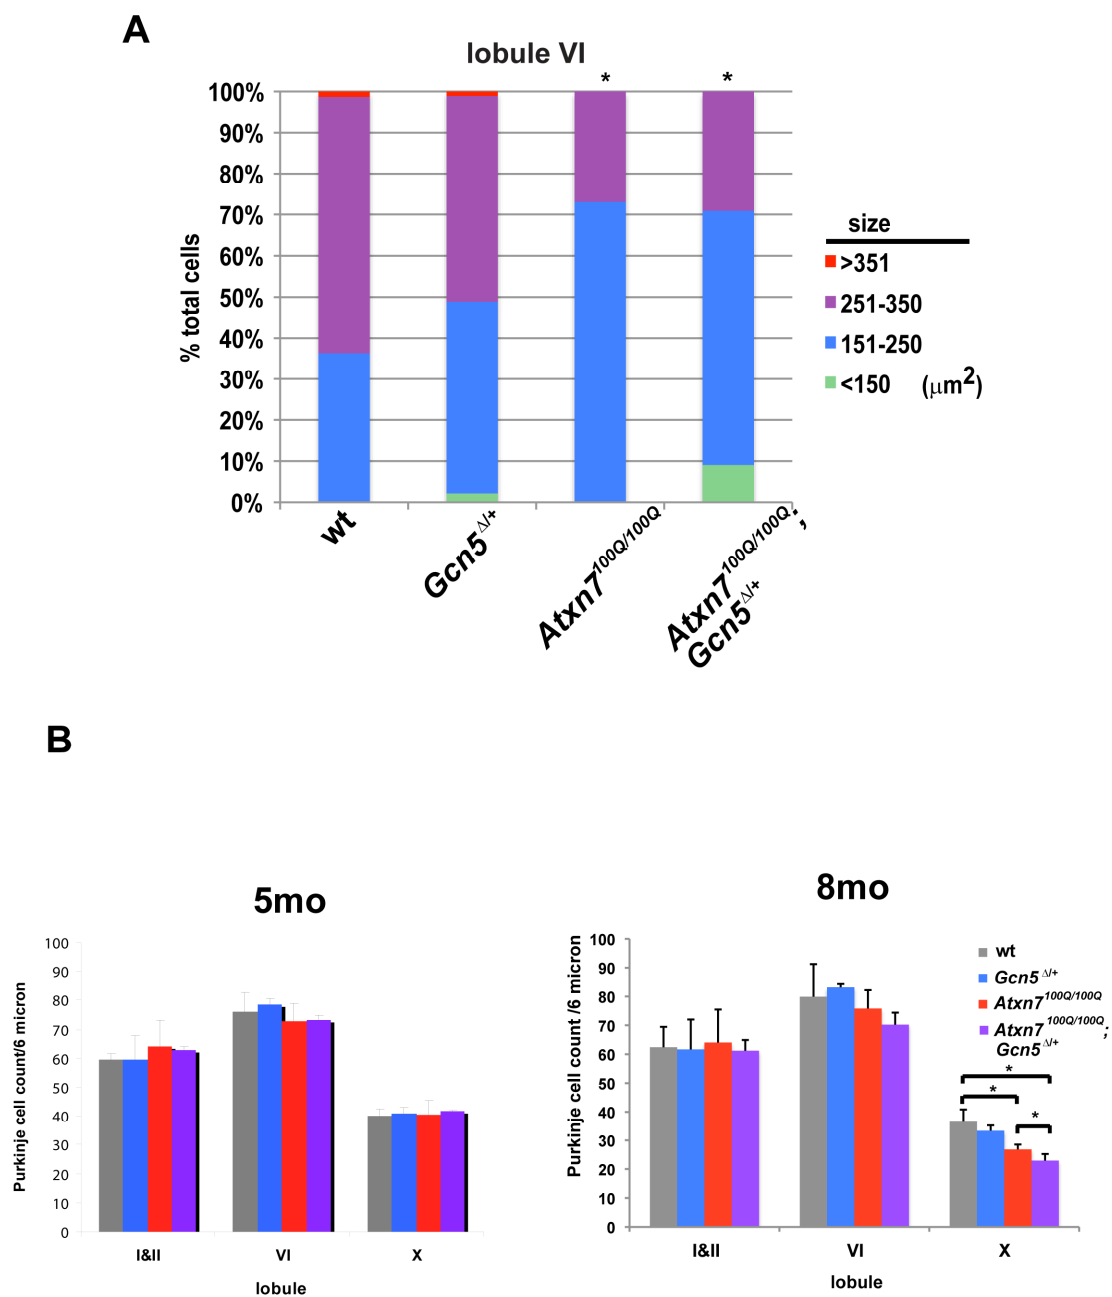 A
lobule VI
* *
100%
90%
80%
70%
60%
50%
40%
30%
20%
10%
0%
% total cells
wt
Gcn5Δ/+
Atxn7100Q/100Q
Atxn7100Q/100Q;
Gcn5Δ/+
size
>351
251-350
151-250
<150 (μm2)
B
5mo
100
90
80
70
60
50
40
30
20
10
0
Purkinje cell count/6 micron
I&II VI X
lobule
8mo
100
90
80
70
60
50
40
30
20
10
0
Purkinje cell count /6 micron
wt
Gcn5 Δ/+
Atxn7100Q/100Q
Atxn7 100Q/100Q;
Gcn5Δ/+
*
*
*
I&II VI X
lobule